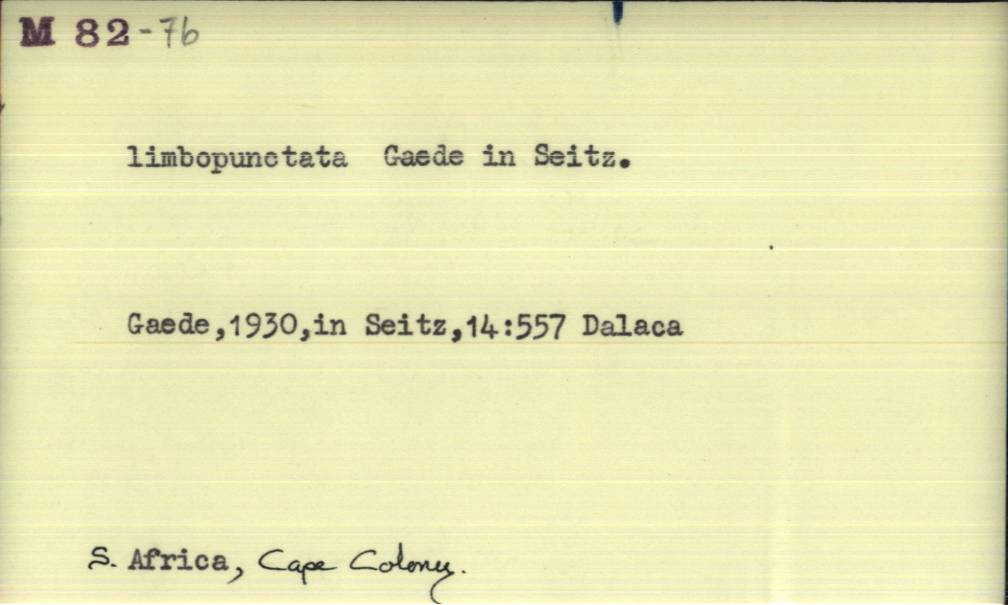 M 82-76
limbopunctata Gaede in Seitz.
Gaede,1930,in Seitz,14:557 Dalaca
S. Africa, Cape Colony.